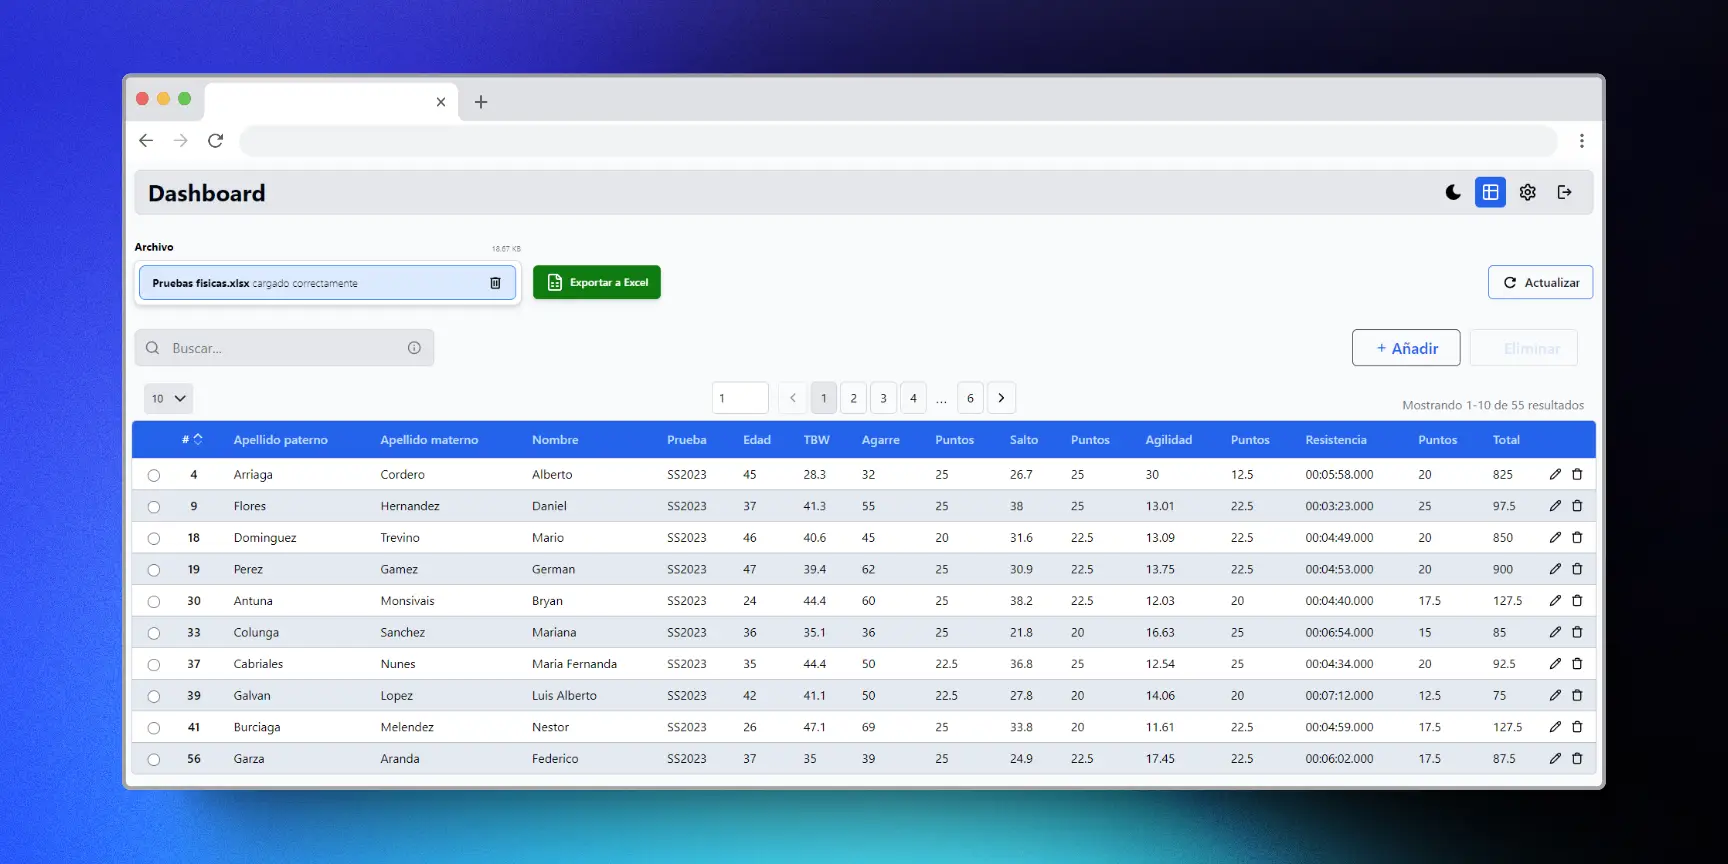 Dashboard
Archivo 18.67 KB
Pruebas fisicas.xlsx cargado correctamente
Exportar a Excel
Actualizar
Buscar...
+ Añadir
Eliminar
10
1 1 2 3 4 ... 6
Mostrando 1-10 de 55 resultados
# Apellido paterno Apellido materno Nombre Prueba Edad TBW Agarre Puntos Salto Puntos Agilidad Puntos Resistencia Puntos Total
4 Arriaga Cordero Alberto SS2023 45 28.3 32 25 26.7 25 30 12.5 00:05:58.000 20 825
9 Flores Hernandez Daniel SS2023 37 41.3 55 25 38 25 13.01 22.5 00:03:23.000 25 97.5
18 Dominguez Trevino Mario SS2023 46 40.6 45 20 31.6 22.5 13.09 22.5 00:04:49.000 20 850
19 Perez Gamez German SS2023 47 39.4 62 25 30.9 22.5 13.75 22.5 00:04:53.000 20 900
30 Antuna Monsivais Bryan SS2023 24 44.4 60 25 38.2 22.5 12.03 20 00:04:40.000 17.5 127.5
33 Colunga Sanchez Mariana SS2023 36 35.1 36 25 21.8 20 16.63 25 00:06:54.000 15 85
37 Cabriales Nunes Maria Fernanda SS2023 35 44.4 50 22.5 36.8 25 12.54 25 00:04:34.000 20 92.5
39 Galvan Lopez Luis Alberto SS2023 42 41.1 50 22.5 27.8 20 14.06 20 00:07:12.000 12.5 75
41 Burciaga Melendez Nestor SS2023 26 47.1 69 25 33.8 20 11.61 22.5 00:04:59.000 17.5 127.5
56 Garza Aranda Federico SS2023 37 35 39 25 24.9 22.5 17.45 22.5 00:06:02.000 17.5 87.5